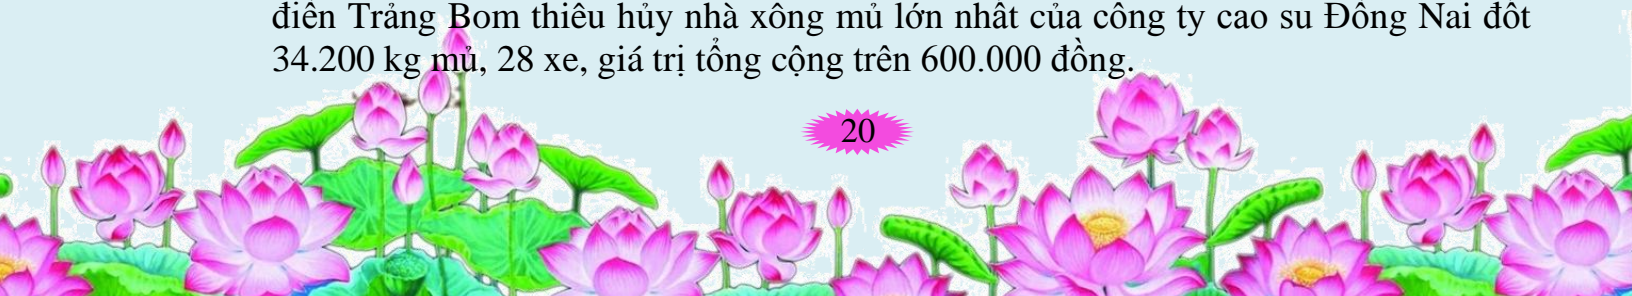 điền Trảng Bom thiêu hủy nhà xông mủ lớn nhất của công ty cao su Đồng Nai đốt
34.200 kg mủ, 28 xe, giá trị tổng cộng trên 600.000 đồng.
20